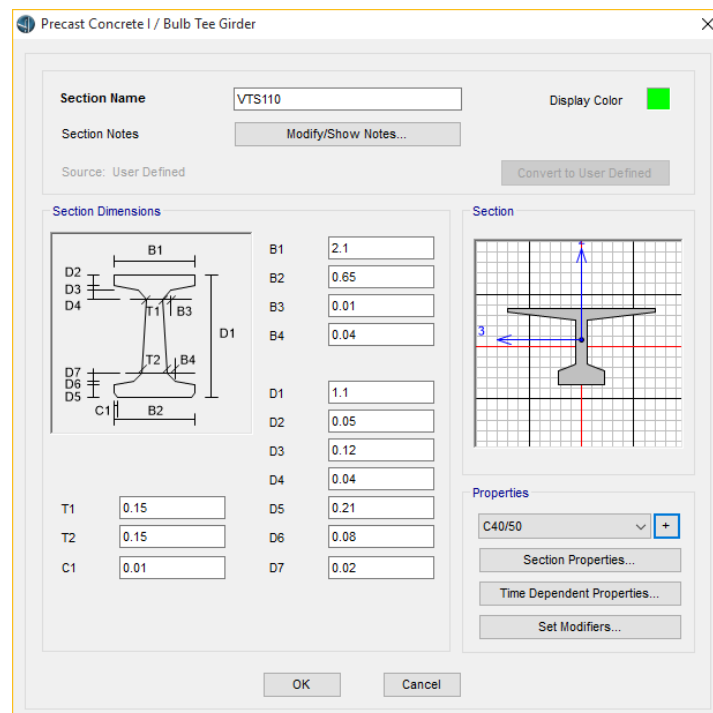 Precast Concrete I / Bulb Tee Girder
Section Name
VTS110
Display Color
Section Notes
Modify/Show Notes...
Source: User Defined
Convert to User Defined
Section Dimensions
B1
D2
D3
D4
T1
B3
D1
T2
B4
D7
D6
D5
C1
B2
B1 2.1
B2 0.65
B3 0.01
B4 0.04
D1 1.1
D2 0.05
D3 0.12
D4 0.04
D5 0.21
D6 0.08
D7 0.02
T1 0.15
T2 0.15
C1 0.01
Section
3
Properties
C40/50
+
Section Properties...
Time Dependent Properties...
Set Modifiers...
OK
Cancel